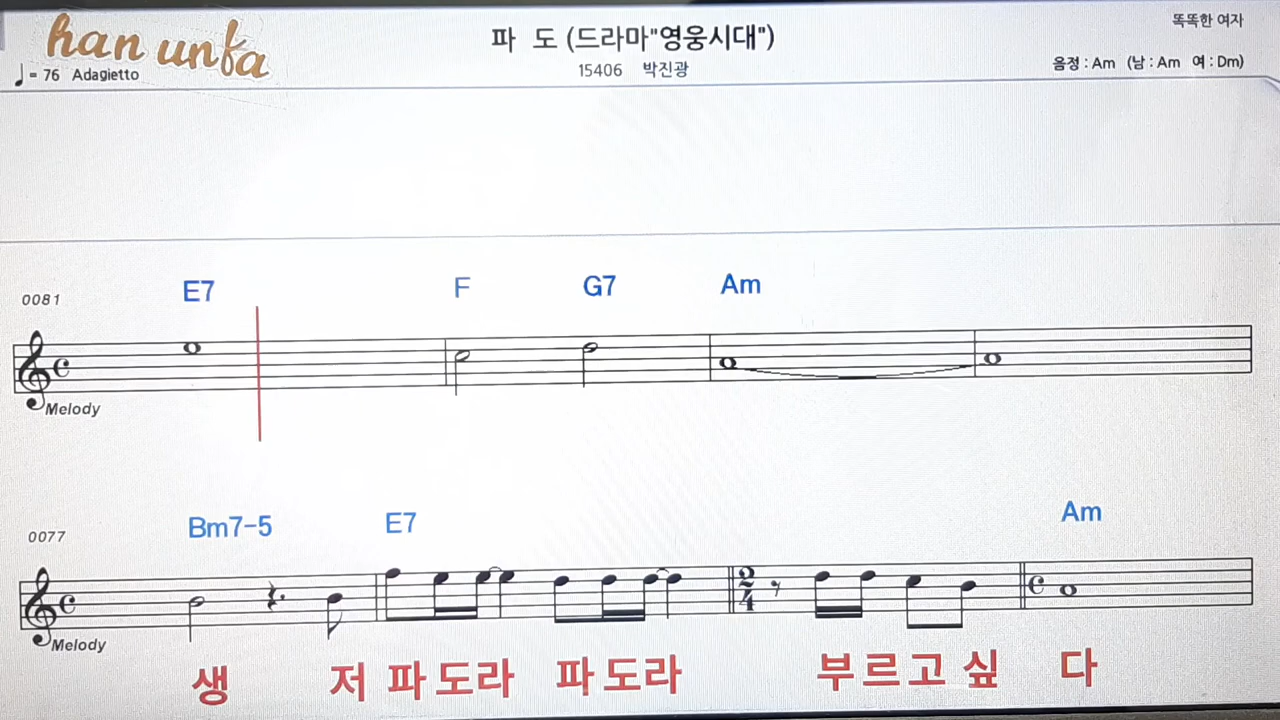 han unfa
파 도 (드라마"영웅시대")
똑똑한 여자
♩= 76 Adagietto
15406 박진광
음정 : Am (남 : Am 여 : Dm)
0081 E7 F G7 Am
Melody
0077 Bm7-5 E7 Am
2
4
Melody
생 저 파 도라 파 도라 부 르 고 싶 다